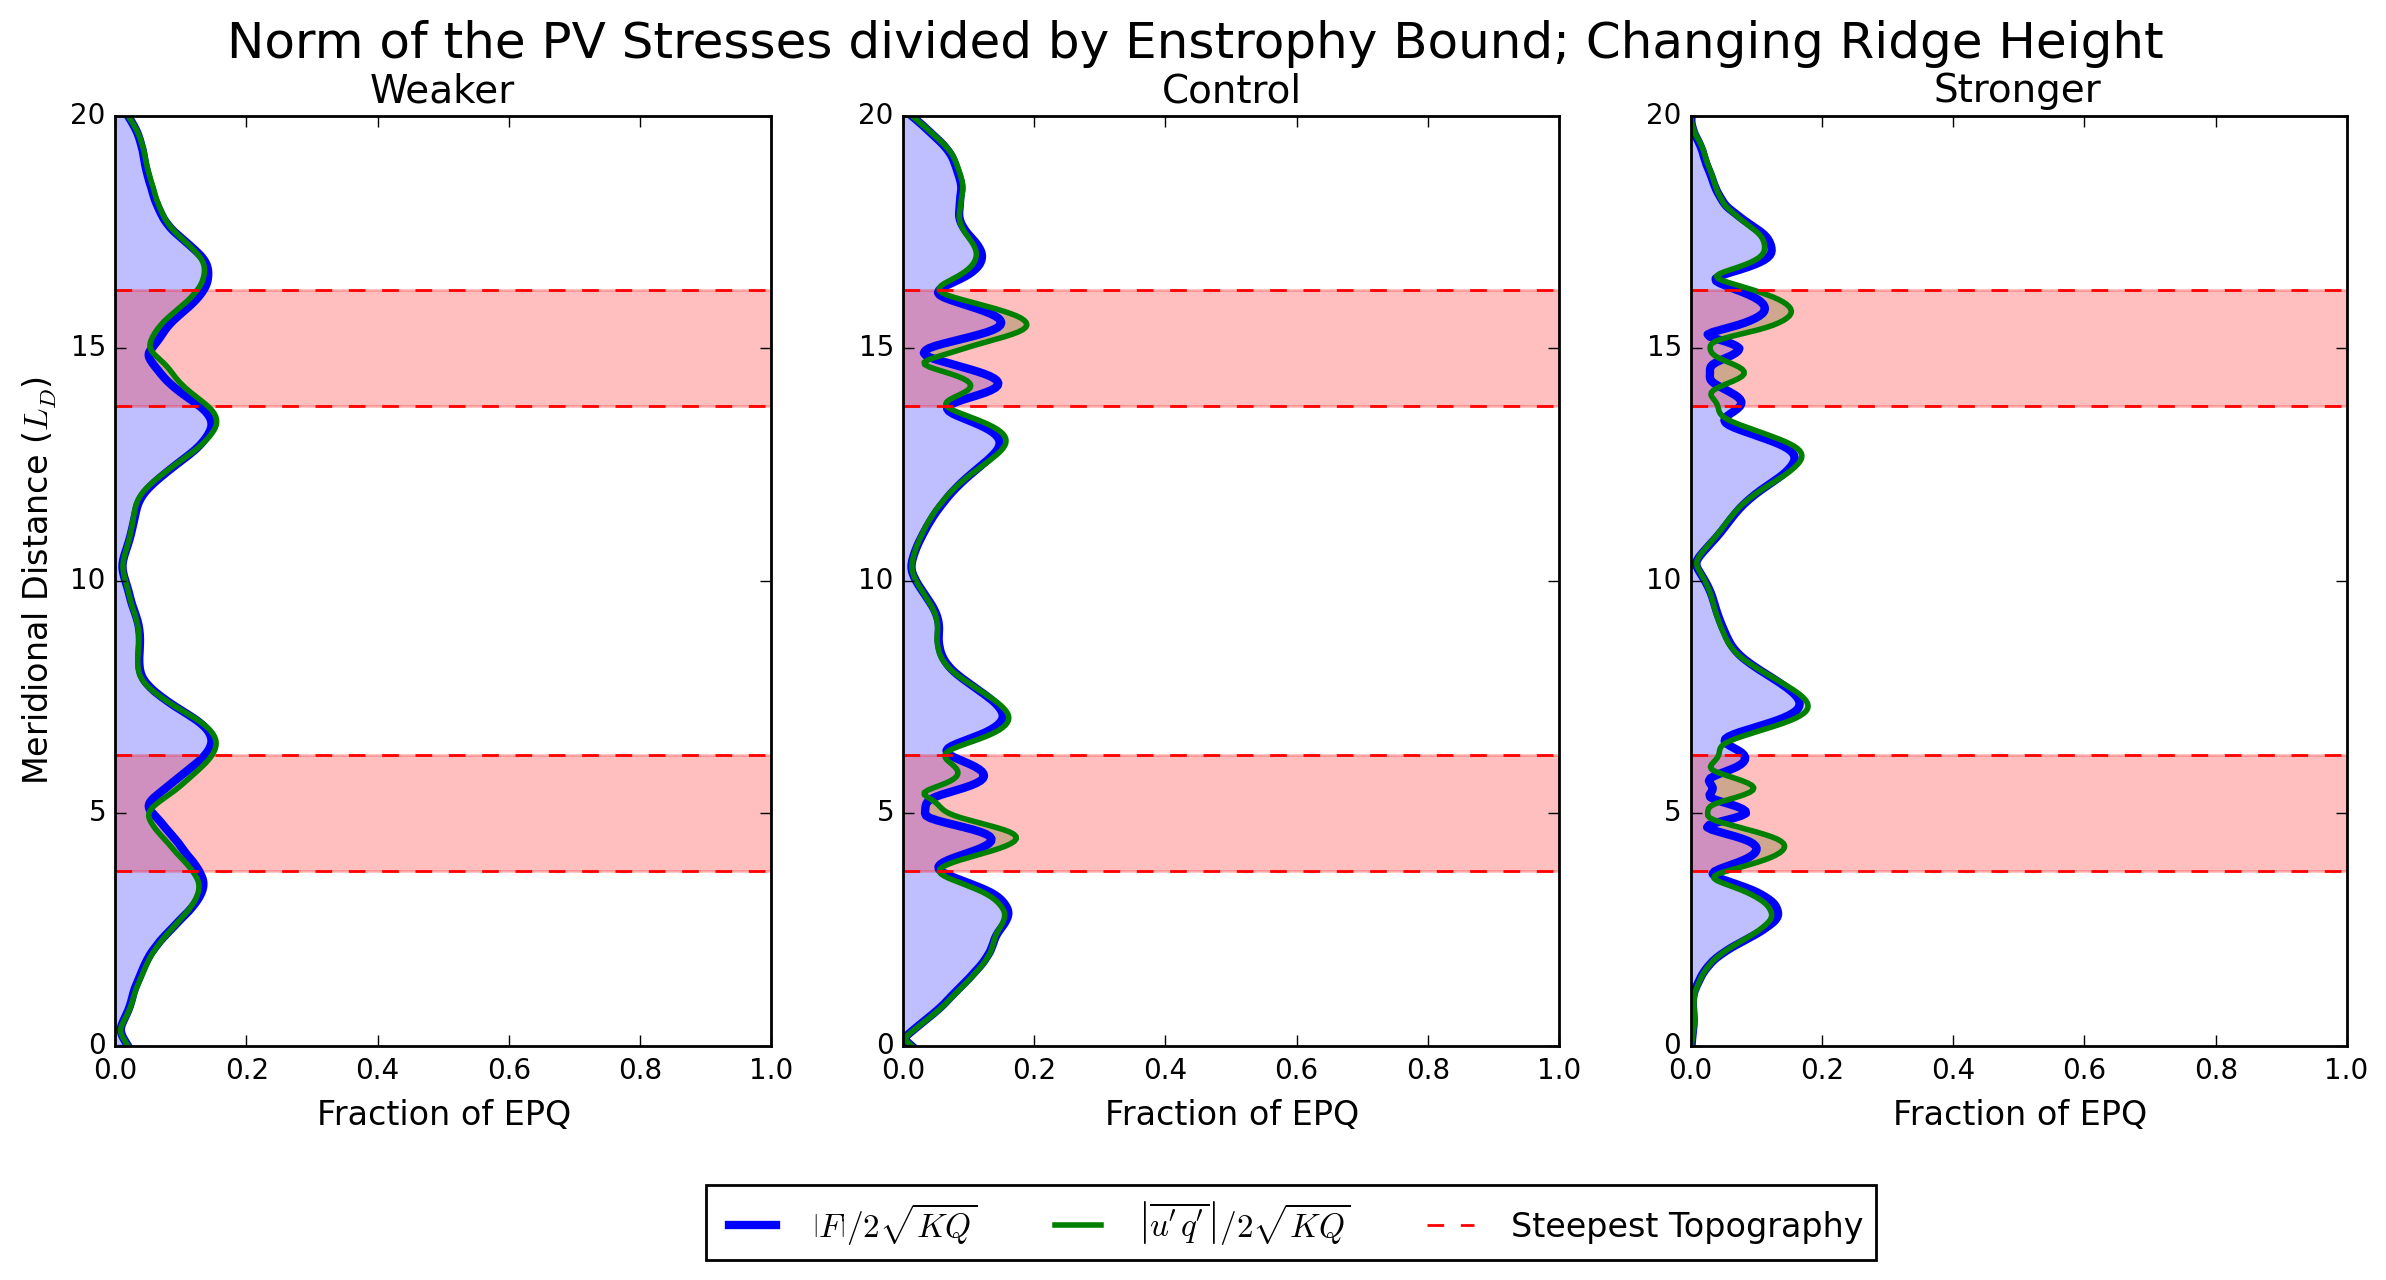 Norm of the PV Stresses divided by Enstrophy Bound; Changing Ridge Height
Weaker
Control
Stronger
Meridional Distance (L_D)
20
15
10
5
0
0.0 0.2 0.4 0.6 0.8 1.0
Fraction of EPQ
20
15
10
5
0
0.0 0.2 0.4 0.6 0.8 1.0
Fraction of EPQ
20
15
10
5
0
0.0 0.2 0.4 0.6 0.8 1.0
Fraction of EPQ
|F|/2√KQ |u′q′|/2√KQ Steepest Topography